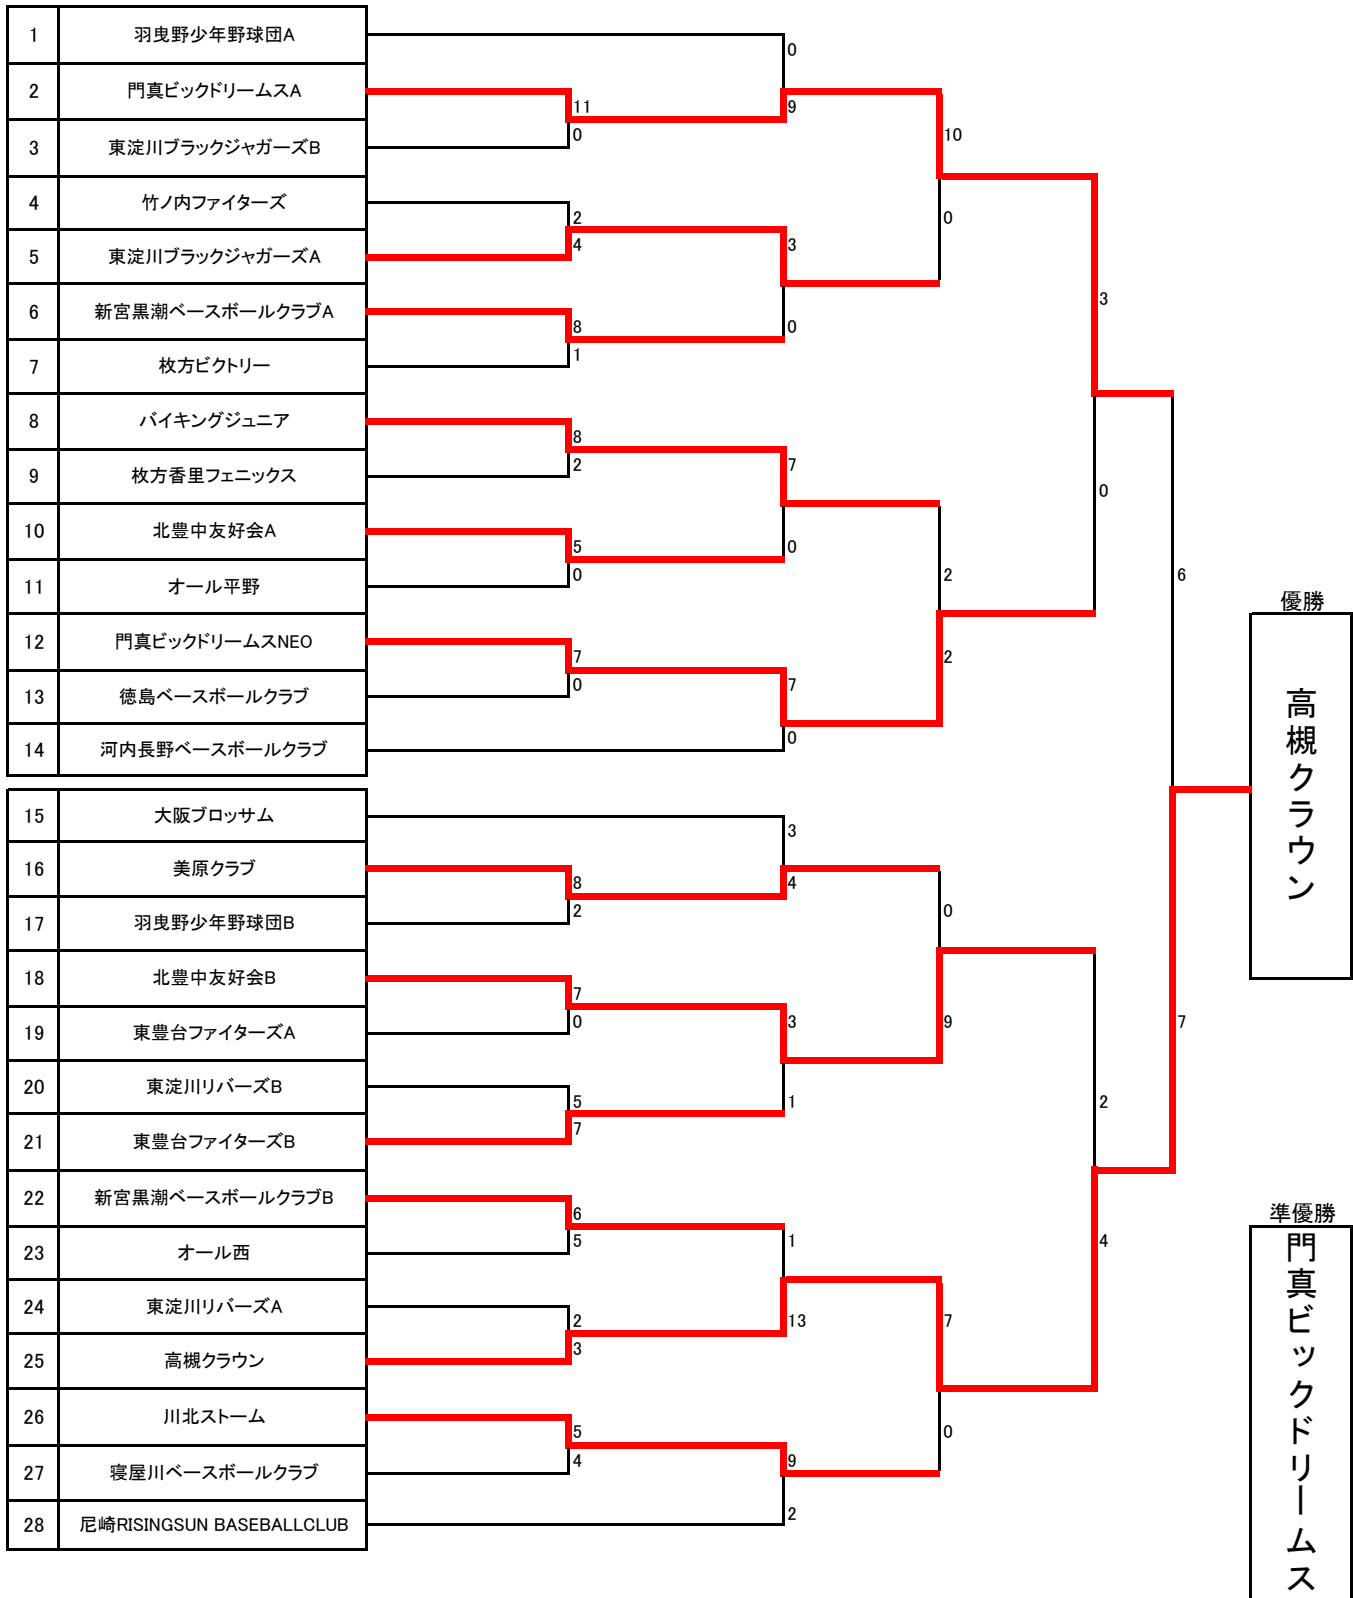 1 羽曳野少年野球団A
2 門真ビックドリームスA
3 東淀川ブラックジャガーズB
4 竹ノ内ファイターズ
5 東淀川ブラックジャガーズA
6 新宮黒潮ベースボールクラブA
7 枚方ビクトリー
8 バイキングジュニア
9 枚方香里フェニックス
10 北豊中友好会A
11 オール平野
12 門真ビックドリームスNEO
13 徳島ベースボールクラブ
14 河内長野ベースボールクラブ
15 大阪ブロッサム
16 美原クラブ
17 羽曳野少年野球団B
18 北豊中友好会B
19 東豊台ファイターズA
20 東淀川リバーズB
21 東豊台ファイターズB
22 新宮黒潮ベースボールクラブB
23 オール西
24 東淀川リバーズA
25 高槻クラウン
26 川北ストーム
27 寝屋川ベースボールクラブ
28 尼崎RISINGSUN BASEBALLCLUB
11
0
2
4
8
1
8
2
5
0
7
0
8
2
7
0
5
7
6
5
2
3
5
4
0
9
3
0
7
0
7
0
3
4
3
1
1
13
9
2
10
0
2
2
0
9
7
0
3
0
2
4
6
7
優勝
高槻クラウン
準優勝
門真ビックドリームス